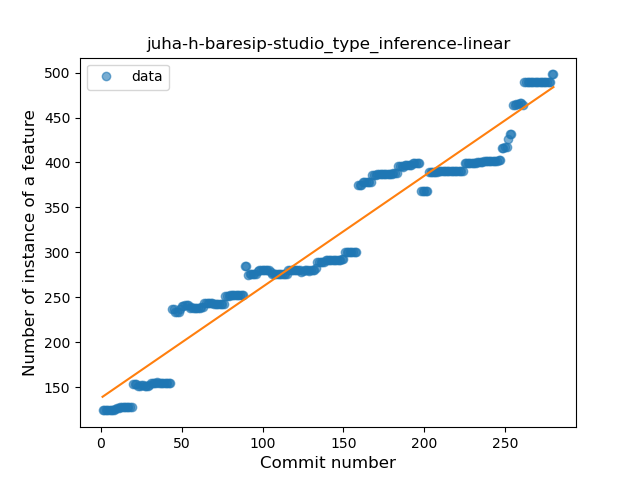 juha-h-baresip-studio_type_inference-linear
data
Number of instance of a feature
500
450
400
350
300
250
200
150
0 50 100 150 200 250
Commit number